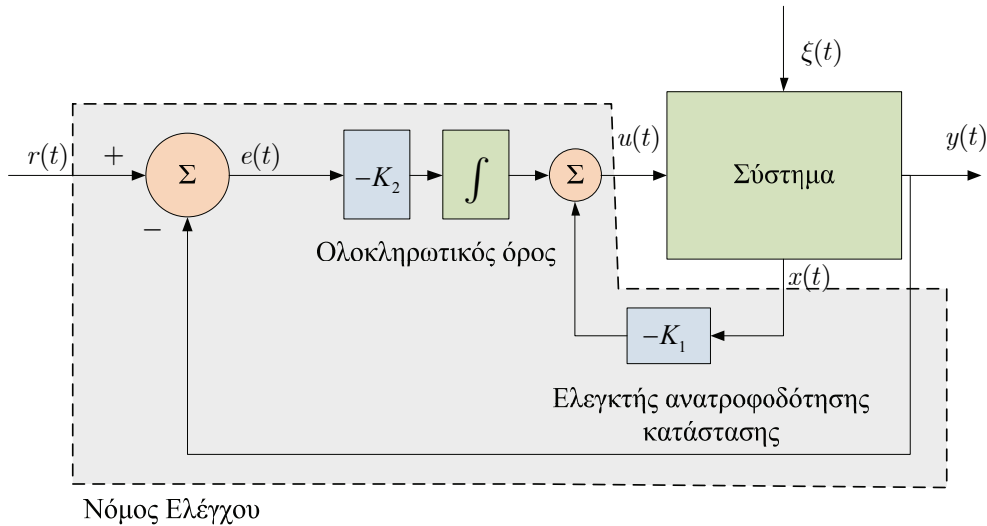 ξ(t)
r(t)
+
Σ
e(t)
−K₂
∫
Σ
u(t)
Σύστημα
y(t)
−
Ολοκληρωτικός όρος
x(t)
−K₁
Ελεγκτής ανατροφοδότησης
κατάστασης
Νόμος Ελέγχου